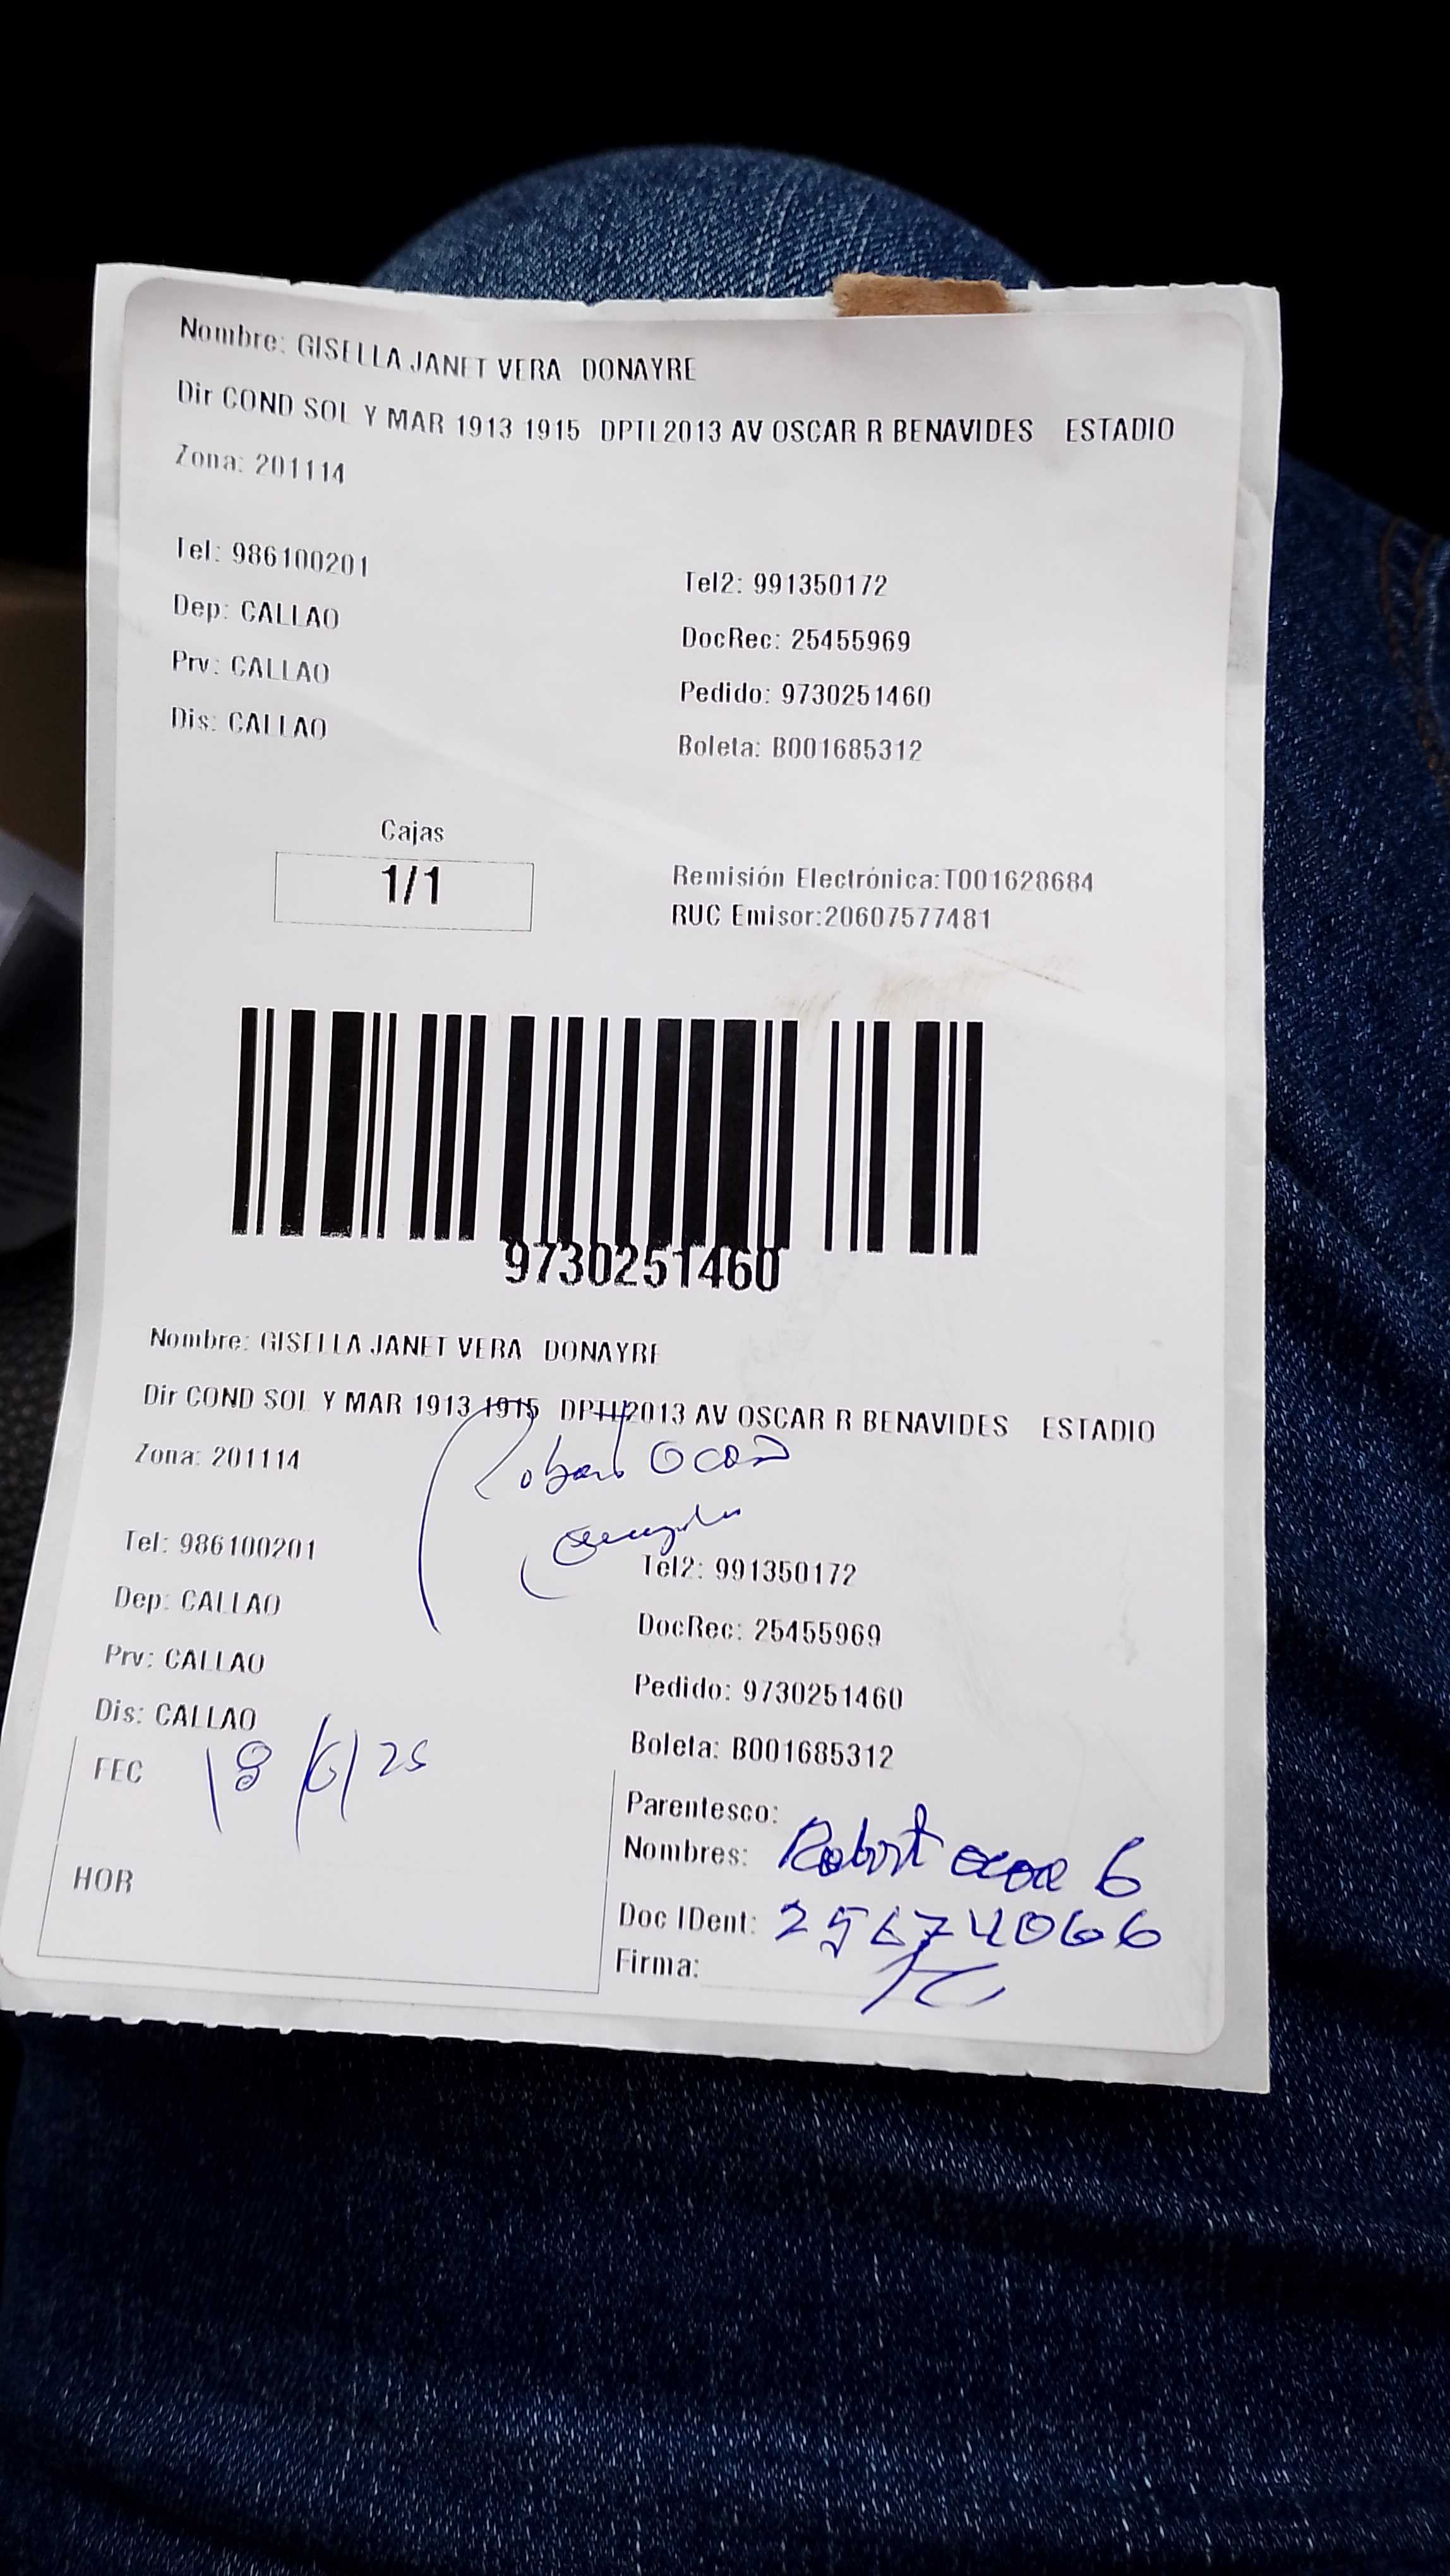 Nombre: GISELLA JANET VERA DONAYRE
Dir COND SOL Y MAR 1913 1915 DPTL2013 AV OSCAR R BENAVIDES ESTADIO
Zona: 201114
Tel: 986100201
Tel2: 991350172
Dep: CALLAO
DocRec: 25455969
Prv: CALLAO
Pedido: 9730251460
Dis: CALLAO
Boleta: B001685312
Cajas
1/1
Remisión Electrónica:T001628684
RUC Emisor:20607577481
9730251460
Nombre: GISELLA JANET VERA DONAYRE
Dir COND SOL Y MAR 1913 1915 2013 AV OSCAR R BENAVIDES ESTADIO
Zona: 201114
Tel: 986100201
Tel2: 991350172
Dep: CALLAO
DocRec: 25455969
Prv: CALLAO
Pedido: 9730251460
Dis: CALLAO
Boleta: B001685312
FEC 18/6/25
Parentesco:
Nombres: Robert 6
HOR
Doc IDent: 25674066
Firma: